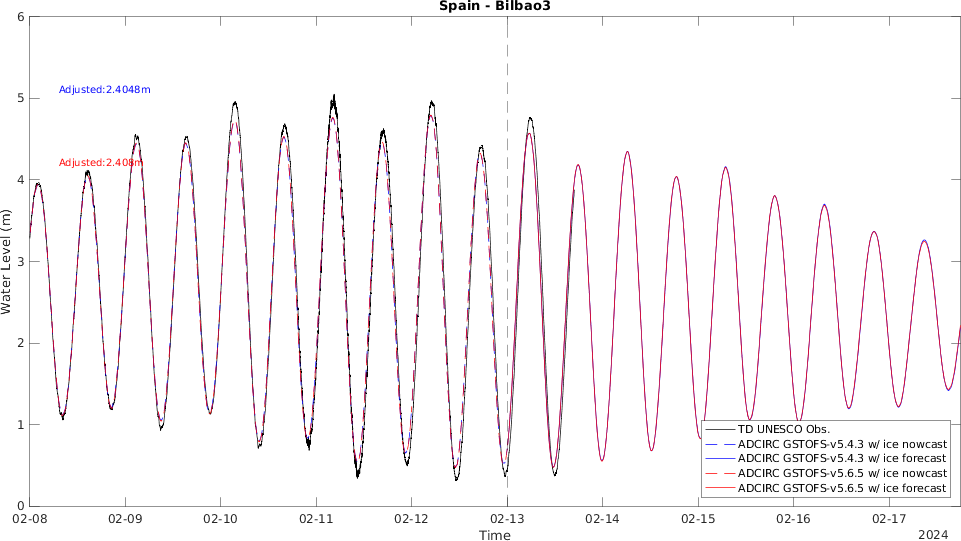 Spain - Bilbao3
6
5
4
3
2
1
0
Water Level (m)
Adjusted:2.4048m
Adjusted:2.408m
TD UNESCO Obs.
ADCIRC GSTOFS-v5.4.3 w/ ice nowcast
ADCIRC GSTOFS-v5.4.3 w/ ice forecast
ADCIRC GSTOFS-v5.6.5 w/ ice nowcast
ADCIRC GSTOFS-v5.6.5 w/ ice forecast
02-08 02-09 02-10 02-11 02-12 02-13 02-14 02-15 02-16 02-17
Time
2024